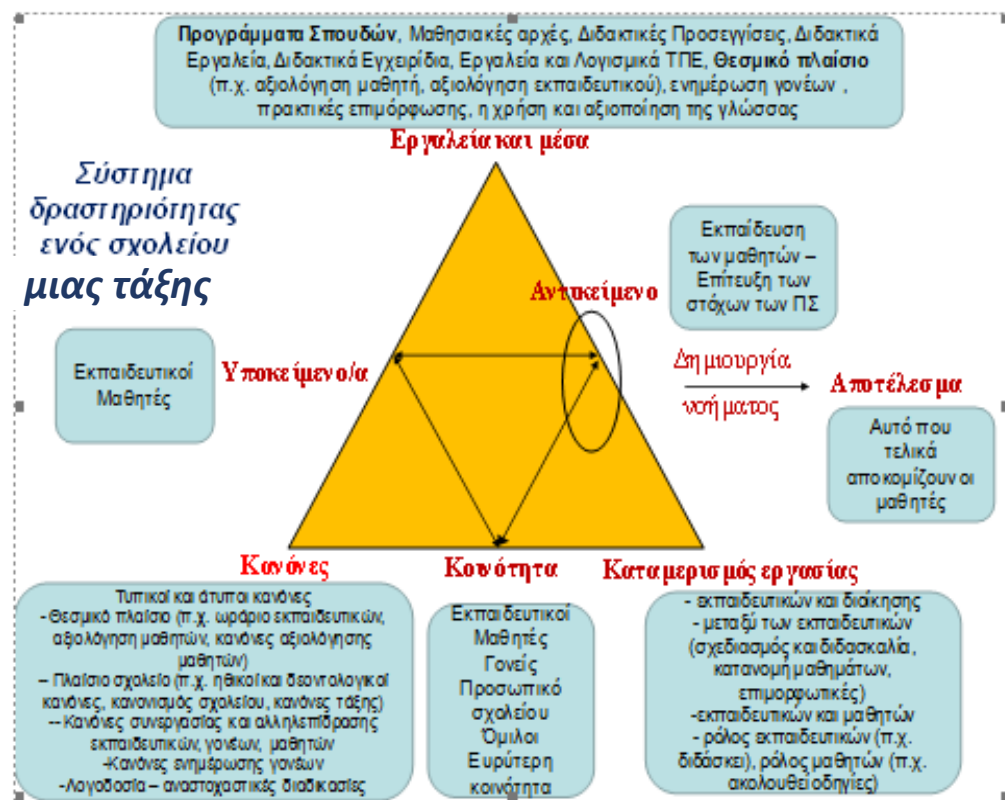 Προγράμματα Σπουδών, Μαθησιακές αρχές, Διδακτικές Προσεγγίσεις, Διδακτικά
Εργαλεία, Διδακτικά Εγχειρίδια, Εργαλεία και Λογισμικά ΤΠΕ, Θεσμικό πλαίσιο
(π.χ. αξιολόγηση μαθητή, αξιολόγηση εκπαιδευτικού), ενημέρωση γονέων ,
πρακτικές επιμόρφωσης, η χρήση και αξιοποίηση της γλώσσας
Εργαλεία και μέσα
Σύστημα
δραστηριότητας
ενός σχολείου
μιας τάξης
Εκπαίδευση
των μαθητών –
Επίτευξη των
στόχων των ΠΣ
Αντικείμενο
Εκπαιδευτικοί
Μαθητές
Υποκείμενο/α
Δημιουργία
νοήματος
Αποτέλεσμα
Αυτό που
τελικά
αποκομίζουν οι
μαθητές
Κανόνες
Κοινότητα
Καταμερισμός εργασίας
Τυπικοί και άτυποι κανόνες
- Θεσμικό πλαίσιο (π.χ. ωράριο εκπαιδευτικών,
αξιολόγηση μαθητών, κανόνες αξιολόγησης
μαθητών)
– Πλαίσιο σχολείο (π.χ. ηθικοί και δεοντολογικοί
κανόνες, κανονισμός σχολείου, κανόνες τάξης)
-- Κανόνες συνεργασίας και αλληλεπίδρασης
εκπαιδευτικών, γονέων, μαθητών
-Κανόνες ενημέρωσης γονέων
-Λογοδοσία – αναστοχαστικές διαδικασίες
Εκπαιδευτικοί
Μαθητές
Γονείς
Προσωπικό
σχολείου
Όμιλοι
Ευρύτερη
κοινότητα
- εκπαιδευτικών και διοίκησης
- μεταξύ των εκπαιδευτικών
(σχεδιασμός και διδασκαλία,
κατανομή μαθημάτων,
επιμορφωτικές)
-εκπαιδευτικών και μαθητών
- ρόλος εκπαιδευτικών (π.χ.
διδάσκει), ρόλος μαθητών (π.χ.
ακολουθεί οδηγίες)